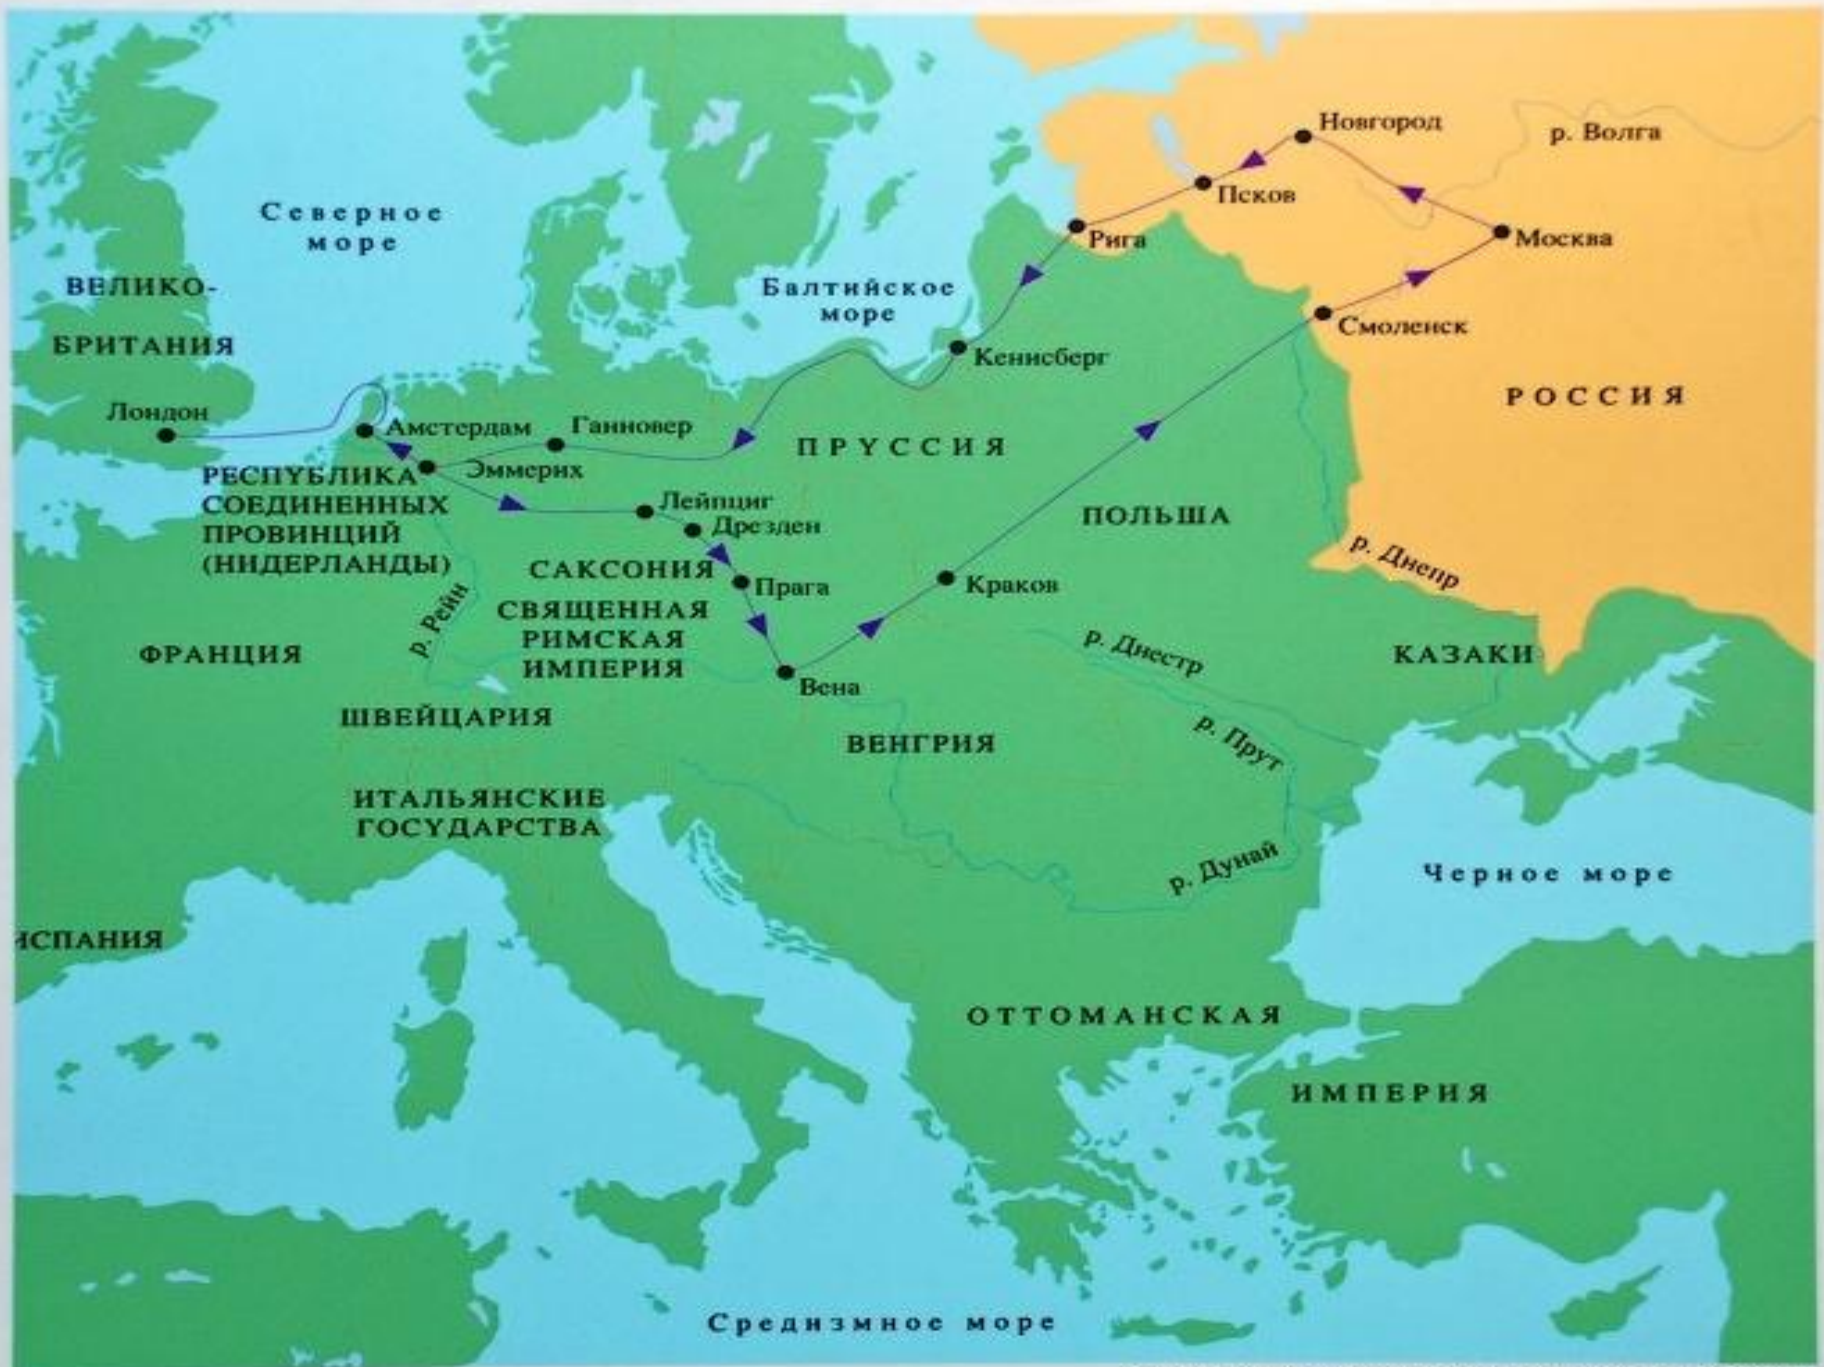 Новгород
р. Волга
Псков
Москва
Рига
Северное
море
ВЕЛИКО-
БРИТАНИЯ
Балтийское
море
Смоленск
Кенисберг
РОССИЯ
Лондон
Амстердам
Ганновер
ПРУССИЯ
Эммерих
РЕСПУБЛИКА
СОЕДИНЕННЫХ
ПРОВИНЦИЙ
(НИДЕРЛАНДЫ)
Лейпциг
Дрезден
ПОЛЬША
р. Днепр
САКСОНИЯ
Прага
Краков
р. Рейн
СВЯЩЕННАЯ
РИМСКАЯ
ИМПЕРИЯ
ФРАНЦИЯ
р. Днестр
КАЗАКИ
Вена
ШВЕЙЦАРИЯ
ВЕНГРИЯ
р. Прут
ИТАЛЬЯНСКИЕ
ГОСУДАРСТВА
р. Дунай
Черное море
ИСПАНИЯ
ОТТОМАНСКАЯ
ИМПЕРИЯ
Средизмное море